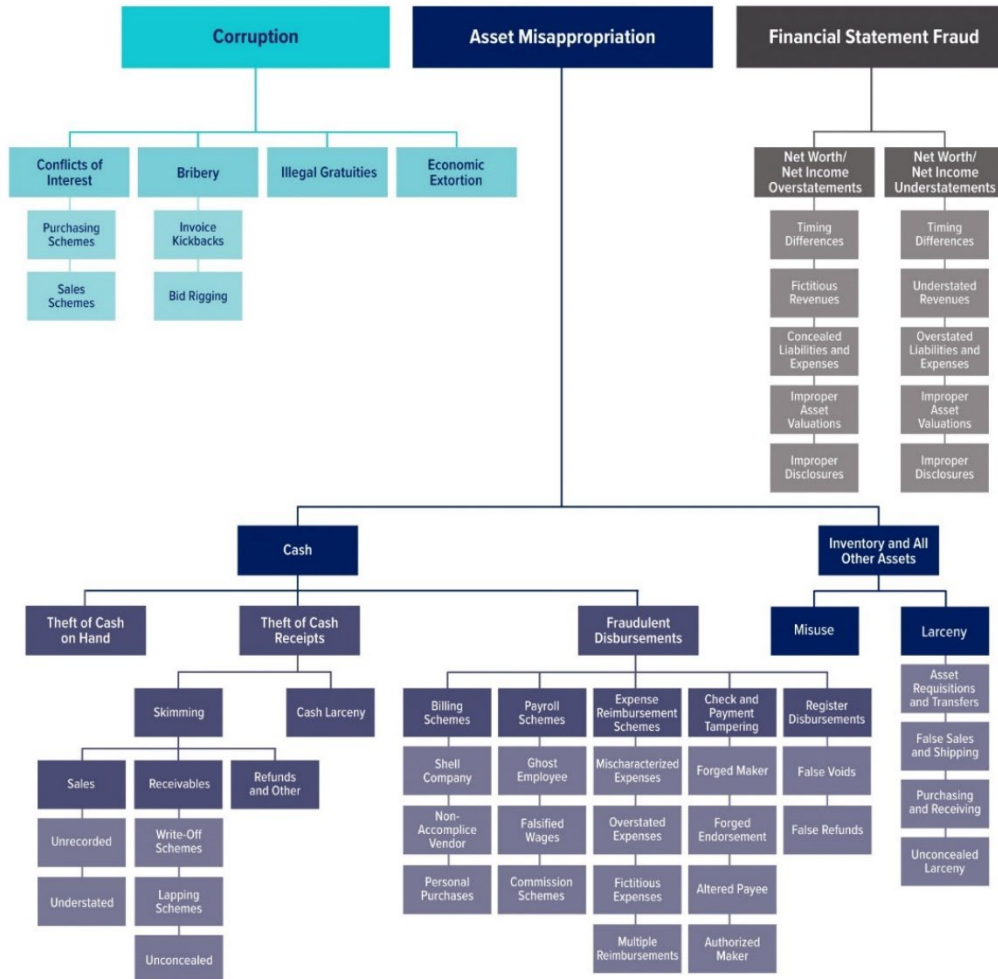 Corruption
Asset Misappropriation
Financial Statement Fraud
Conflicts of
Interest
Bribery
Illegal Gratuities
Economic
Extortion
Net Worth/
Net Income
Overstatements
Net Worth/
Net Income
Understatements
Purchasing
Schemes
Invoice
Kickbacks
Timing
Differences
Timing
Differences
Sales
Schemes
Bid Rigging
Fictitious
Revenues
Understated
Revenues
Concealed
Liabilities and
Expenses
Overstated
Liabilities and
Expenses
Improper
Asset
Valuations
Improper
Asset
Valuations
Improper
Disclosures
Improper
Disclosures
Cash
Inventory and All
Other Assets
Theft of Cash
on Hand
Theft of Cash
Receipts
Fraudulent
Disbursements
Misuse
Larceny
Skimming
Cash Larceny
Billing
Schemes
Payroll
Schemes
Expense
Reimbursement
Schemes
Check and
Payment
Tampering
Register
Disbursements
Asset
Requisitions
and Transfers
Sales
Receivables
Refunds
and Other
Shell
Company
Ghost
Employee
Mischaracterized
Expenses
Forged Maker
False Voids
False Sales
and Shipping
Unrecorded
Write-Off
Schemes
Non-
Accomplice
Vendor
Falsified
Wages
Overstated
Expenses
Forged
Endorsement
False Refunds
Purchasing
and Receiving
Understated
Lapping
Schemes
Personal
Purchases
Commission
Schemes
Fictitious
Expenses
Altered Payee
Unconcealed
Larceny
Unconcealed
Multiple
Reimbursements
Authorized
Maker